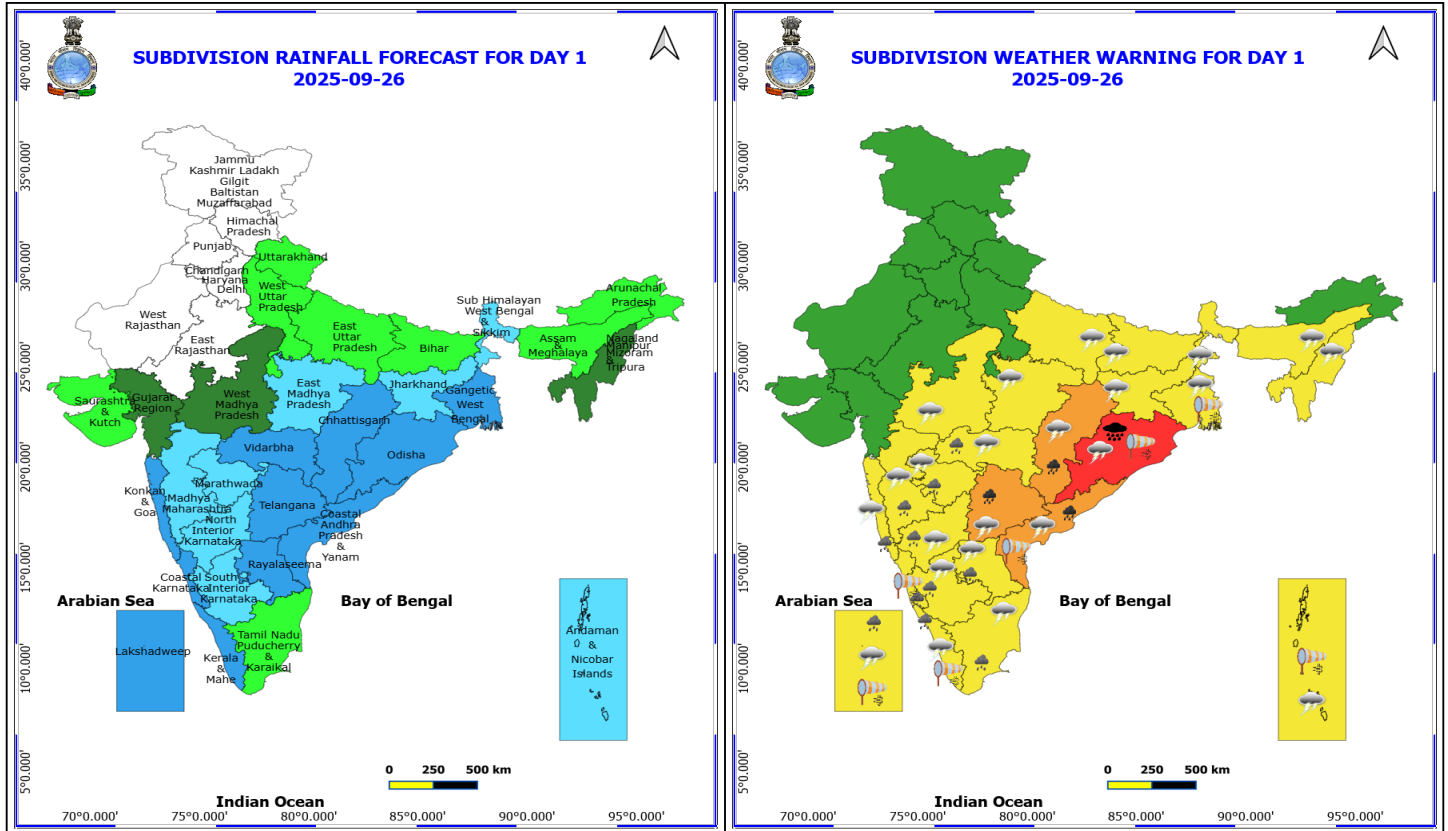 SUBDIVISION RAINFALL FORECAST FOR DAY 1
2025-09-26
40°0.000'
35°0.000'
30°0.000'
25°0.000'
20°0.000'
15°0.000'
10°0.000'
5°0.000'
Jammu
Kashmir Ladakh
Gilgit
Baltistan
Muzaffarabad
Himachal
Pradesh
Punjab
Chandigarh
Haryana
Delhi
Uttarakhand
West
Uttar
Pradesh
West
Rajasthan
East
Rajasthan
East
Uttar
Pradesh
Bihar
Sub Himalayan
West Bengal
&
Sikkim
Arunachal
Pradesh
Assam
&
Meghalaya
Nagaland
Manipur
Mizoram
&
Tripura
Saurashtra
&
Kutch
Gujarat
Region
West
Madhya
Pradesh
East
Madhya
Pradesh
Jharkhand
Gangetic
West
Bengal
Chhattisgarh
Odisha
Vidarbha
Konkan
&
Goa
Marathwada
Madhya
Maharashtra
North
Interior
Karnataka
Telangana
Coastal
Andhra
Pradesh
&
Yanam
Rayalaseema
Coastal
Karnataka
South
Interior
Karnataka
Arabian Sea
Bay of Bengal
Lakshadweep
Kerala
&
Mahe
Tamil Nadu
Puducherry
&
Karaikal
Andaman
&
Nicobar
Islands
0 250 500 km
Indian Ocean
70°0.000' 75°0.000' 80°0.000' 85°0.000' 90°0.000' 95°0.000'
SUBDIVISION WEATHER WARNING FOR DAY 1
2025-09-26
40°0.000'
35°0.000'
30°0.000'
25°0.000'
20°0.000'
15°0.000'
10°0.000'
5°0.000'
Arabian Sea
Bay of Bengal
0 250 500 km
Indian Ocean
70°0.000' 75°0.000' 80°0.000' 85°0.000' 90°0.000' 95°0.000'